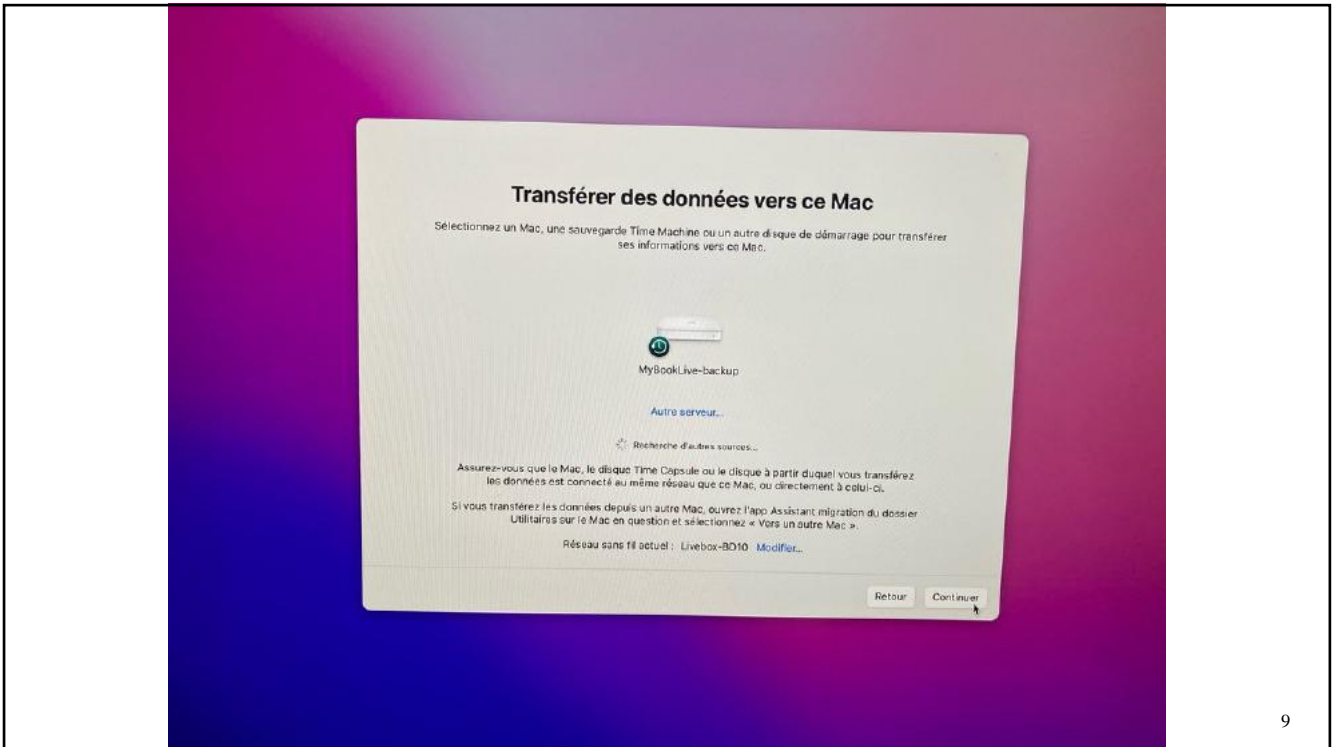 Transférer des données vers ce Mac
Sélectionnez un Mac, une sauvegarde Time Machine ou un autre disque de démarrage pour transférer
ses informations vers ce Mac.
MyBookLive-backup
Autre serveur...
Recherche d'autres sources...
Assurez-vous que le Mac, le disque Time Capsule ou le disque à partir duquel vous transférez
les données est connecté au même réseau que ce Mac, ou directement à celui-ci.
Si vous transférez les données depuis un autre Mac, ouvrez l'app Assistant migration du dossier
Utilitaires sur le Mac en question et sélectionnez « Vers un autre Mac ».
Réseau sans fil actuel : Livebox-BD10 Modifier...
Retour Continuer
9